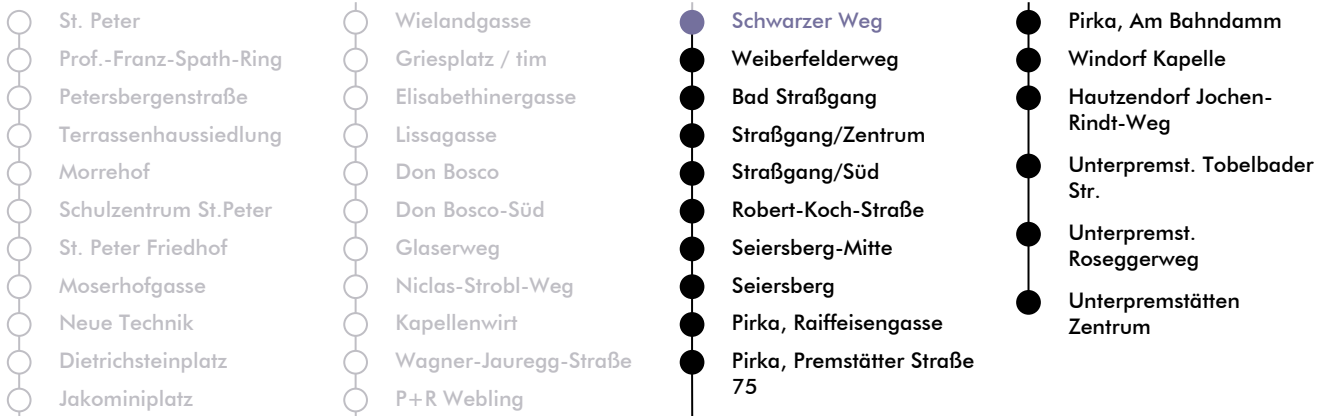 St. Peter
Prof.-Franz-Spath-Ring
Petersbergenstraße
Terrassenhaussiedlung
Morrehof
Schulzentrum St.Peter
St. Peter Friedhof
Moserhofgasse
Neue Technik
Dietrichsteinplatz
Jakominiplatz
Wielandgasse
Griesplatz / tim
Elisabethinergasse
Lissagasse
Don Bosco
Don Bosco-Süd
Glaserweg
Niclas-Strobl-Weg
Kapellenwirt
Wagner-Jauregg-Straße
P+R Webling
Schwarzer Weg
Weiberfelderweg
Bad Straßgang
Straßgang/Zentrum
Straßgang/Süd
Robert-Koch-Straße
Seiersberg-Mitte
Seiersberg
Pirka, Raiffeisengasse
Pirka, Premstätter Straße
75
Pirka, Am Bahndamm
Windorf Kapelle
Hautzendorf Jochen-
Rindt-Weg
Unterpremst. Tobelbader
Str.
Unterpremst.
Roseggerweg
Unterpremstätten
Zentrum